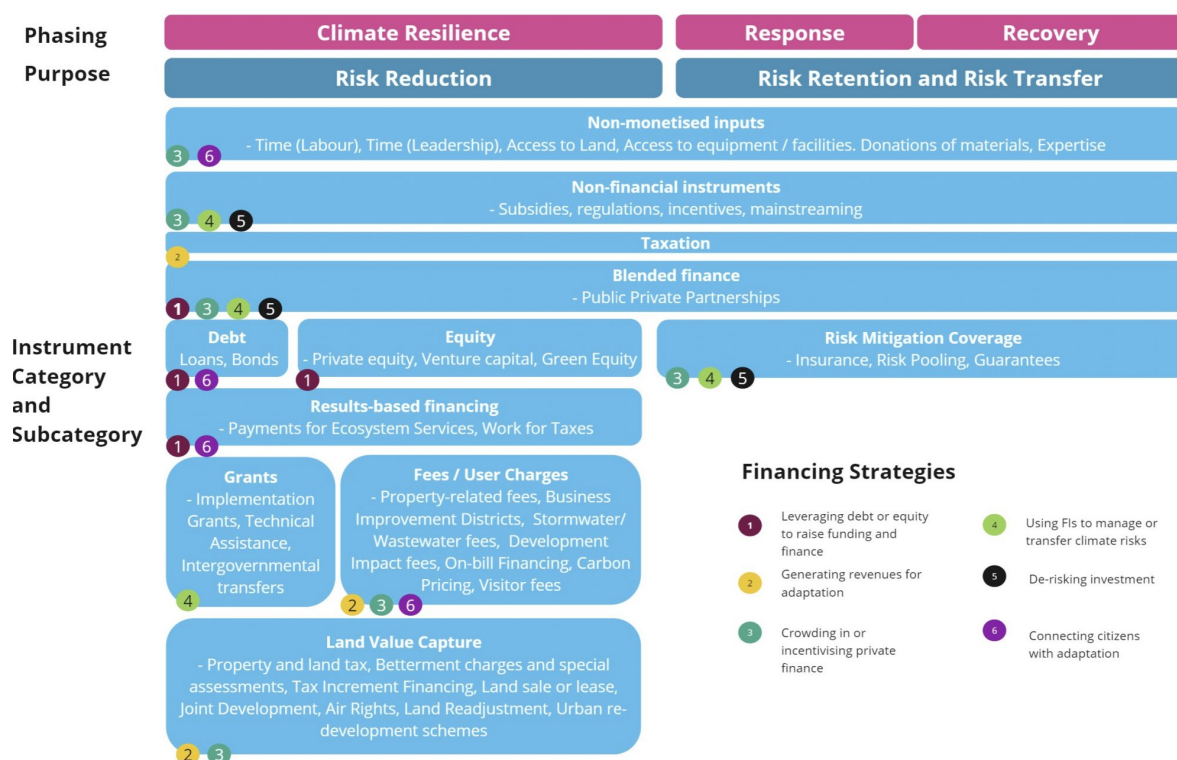 Phasing
Climate Resilience
Response
Recovery
Purpose
Risk Reduction
Risk Retention and Risk Transfer
Instrument
Category
and
Subcategory
Non-monetised inputs
- Time (Labour), Time (Leadership), Access to Land, Access to equipment / facilities. Donations of materials, Expertise
3 6
Non-financial instruments
- Subsidies, regulations, incentives, mainstreaming
3 4 5
Taxation
2
Blended finance
- Public Private Partnerships
1 3 4 5
Debt
Loans, Bonds
1 6
Equity
- Private equity, Venture capital, Green Equity
1
Risk Mitigation Coverage
- Insurance, Risk Pooling, Guarantees
3 4 5
Results-based financing
- Payments for Ecosystem Services, Work for Taxes
1 6
Grants
- Implementation
Grants, Technical
Assistance,
Intergovernmental
transfers
4
Fees / User Charges
- Property-related fees, Business
Improvement Districts, Stormwater/
Wastewater fees, Development
Impact fees, On-bill Financing, Carbon
Pricing, Visitor fees
2 3 6
Land Value Capture
- Property and land tax, Betterment charges and special
assessments, Tax Increment Financing, Land sale or lease,
Joint Development, Air Rights, Land Readjustment, Urban re-
development schemes
2 3
Financing Strategies
1
Leveraging debt or equity
to raise funding and
finance
2
Generating revenues for
adaptation
3
Crowding in or
incentivising private
finance
4
Using FIs to manage or
transfer climate risks
5
De-risking investment
6
Connecting citizens
with adaptation